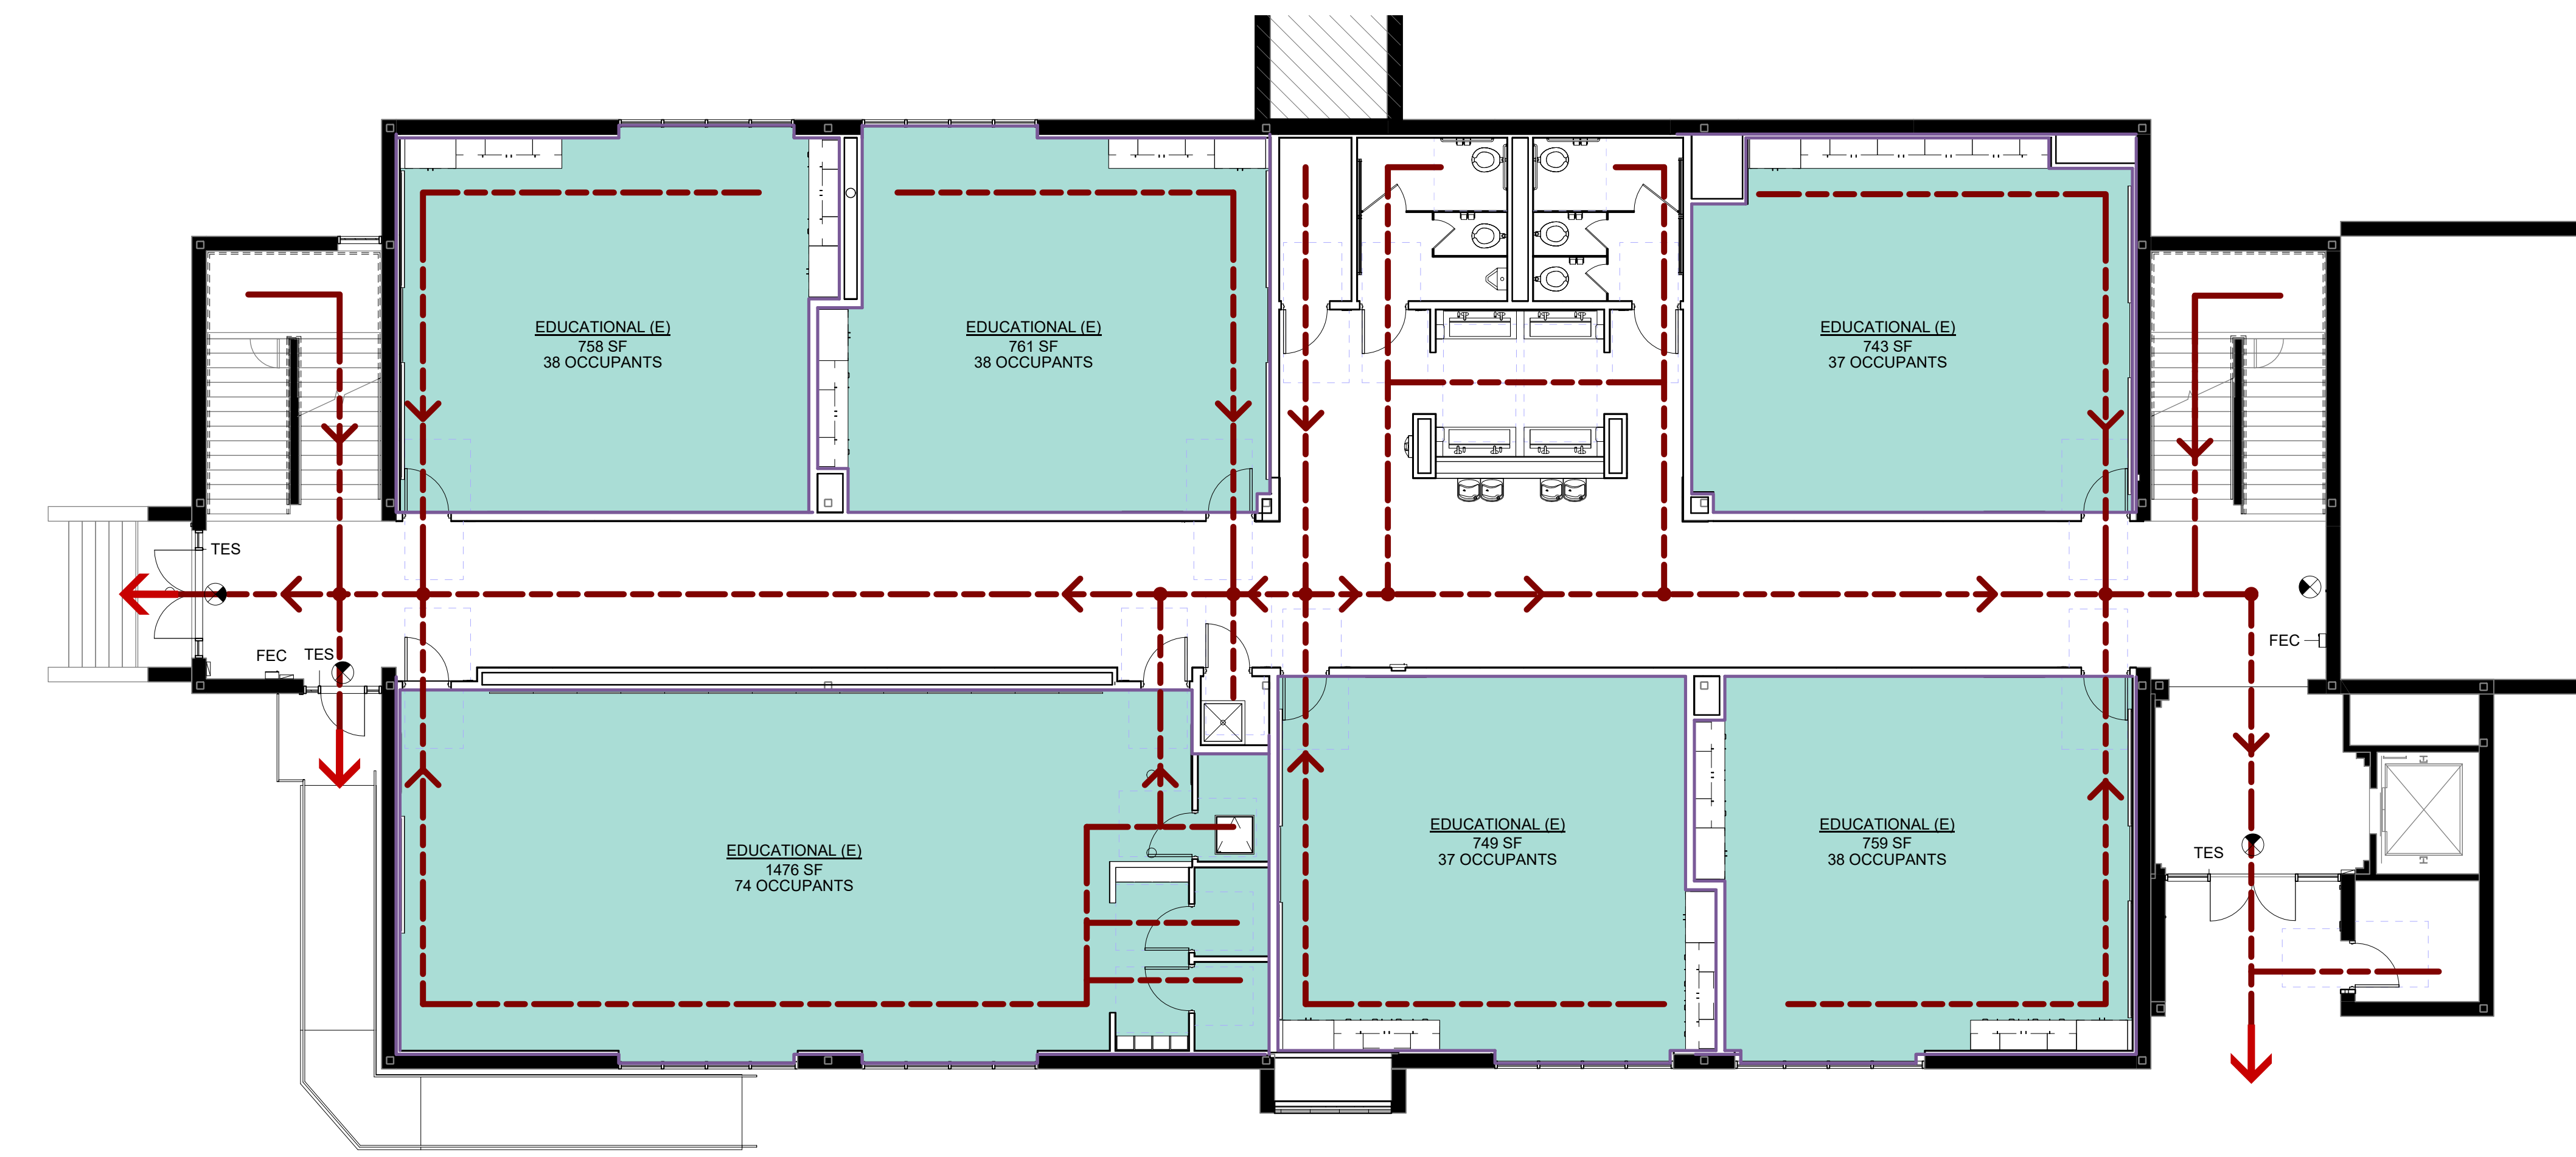 EDUCATIONAL (E)
758 SF
38 OCCUPANTS
EDUCATIONAL (E)
761 SF
38 OCCUPANTS
EDUCATIONAL (E)
743 SF
37 OCCUPANTS
TES
FEC
TES
FEC
EDUCATIONAL (E)
1476 SF
74 OCCUPANTS
EDUCATIONAL (E)
749 SF
37 OCCUPANTS
EDUCATIONAL (E)
759 SF
38 OCCUPANTS
TES